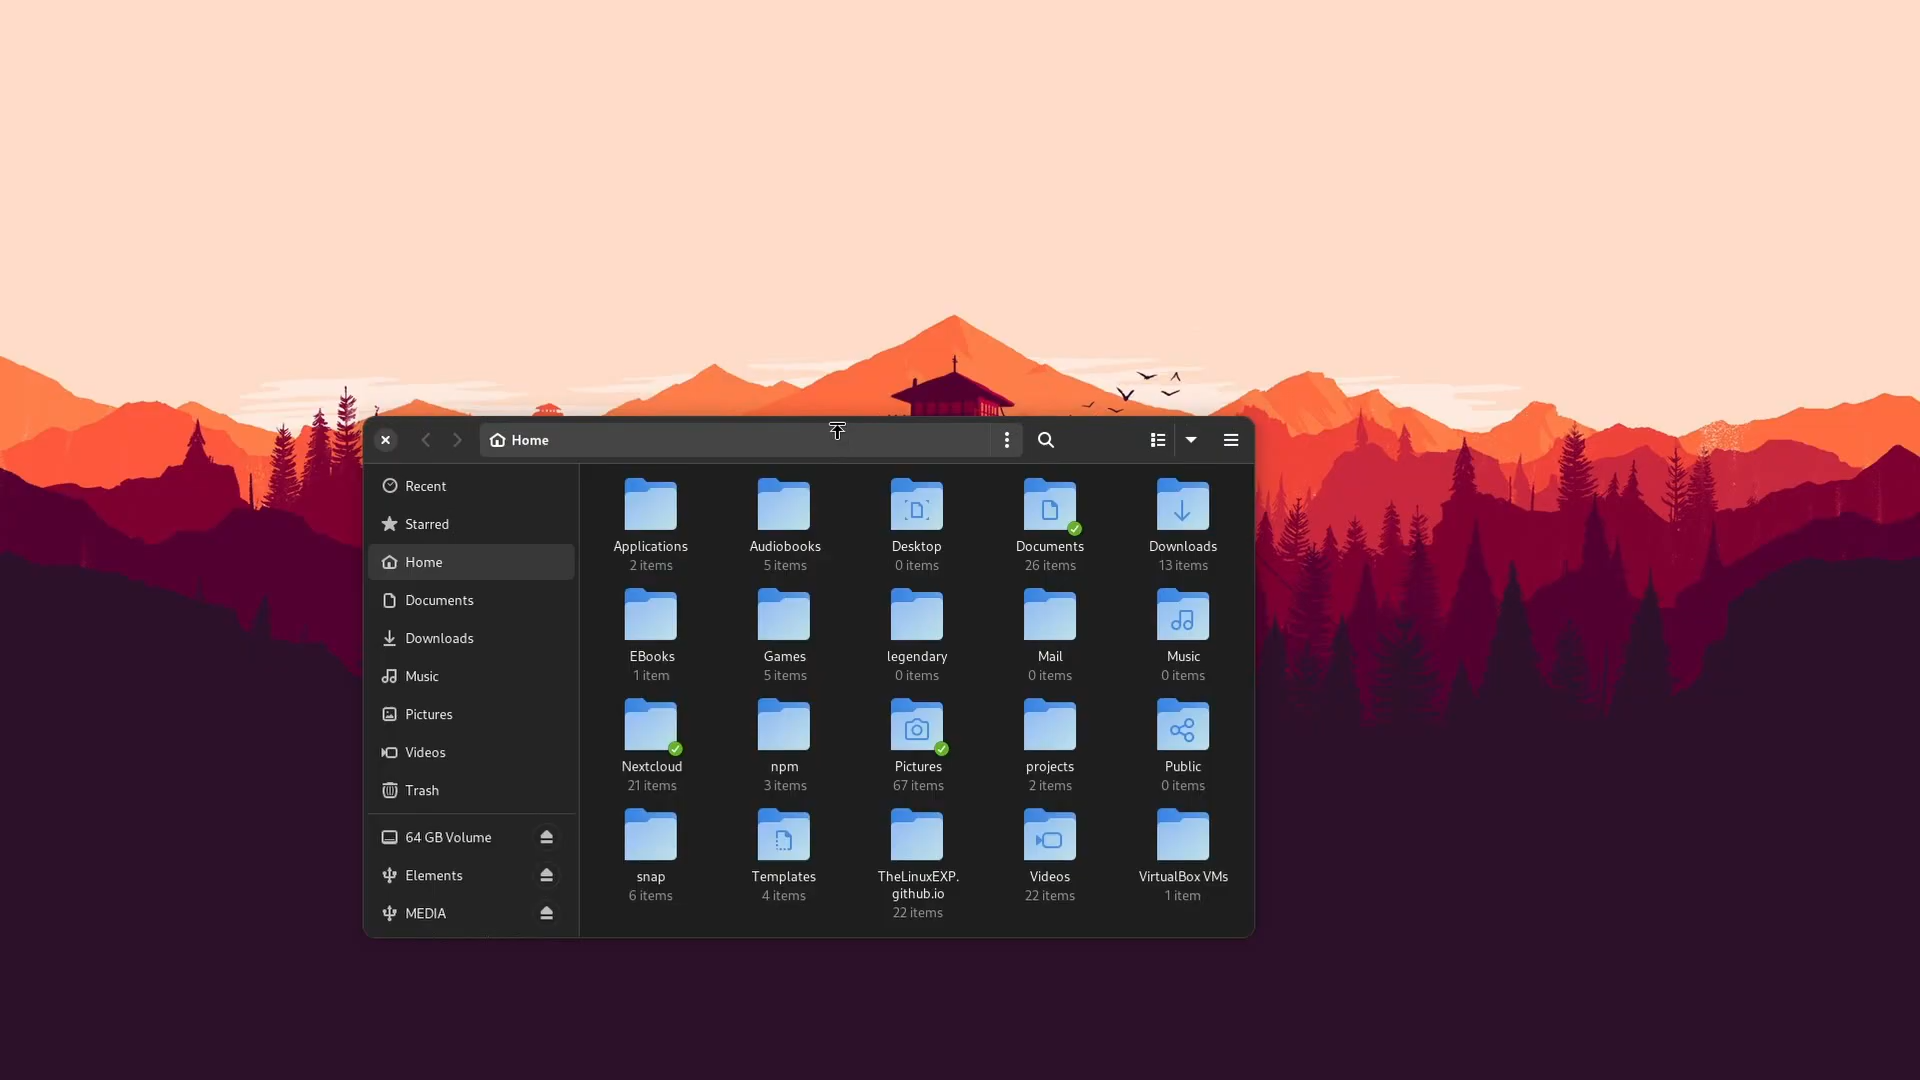 Home
Recent
Starred
Home
Documents
Downloads
Music
Pictures
Videos
Trash
64 GB Volume
Elements
MEDIA
Applications
2 items
Audiobooks
5 items
Desktop
0 items
Documents
26 items
Downloads
13 items
EBooks
1 item
Games
5 items
legendary
0 items
Mail
0 items
Music
0 items
Nextcloud
21 items
npm
3 items
Pictures
67 items
projects
2 items
Public
0 items
snap
6 items
Templates
4 items
TheLinuxEXP.
github.io
22 items
Videos
22 items
VirtualBox VMs
1 item